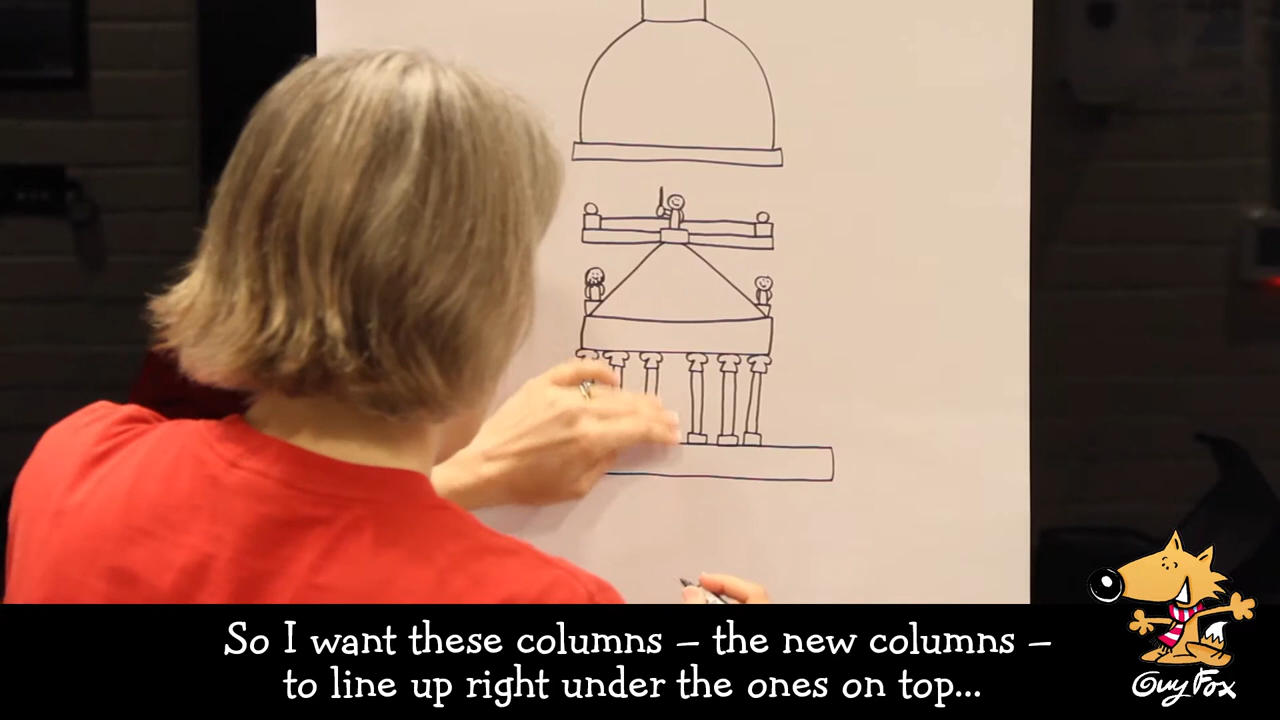 So I want these columns – the new columns –
to line up right under the ones on top...
Guy Fox